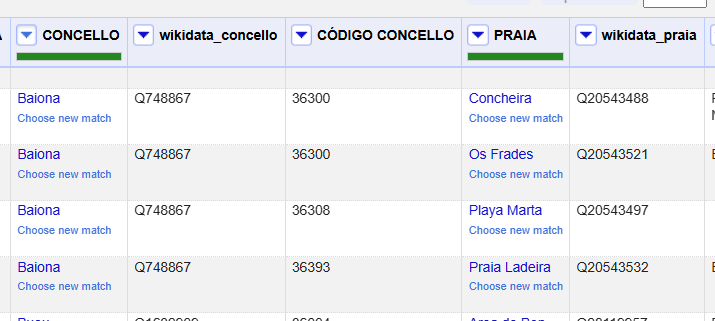 CONCELLO wikidata_concello CÓDIGO CONCELLO PRAIA wikidata_praia
Baiona Q748867 36300 Concheira Q20543488
Choose new match Choose new match
Baiona Q748867 36300 Os Frades Q20543521
Choose new match Choose new match
Baiona Q748867 36308 Playa Marta Q20543497
Choose new match Choose new match
Baiona Q748867 36393 Praia Ladeira Q20543532
Choose new match Choose new match